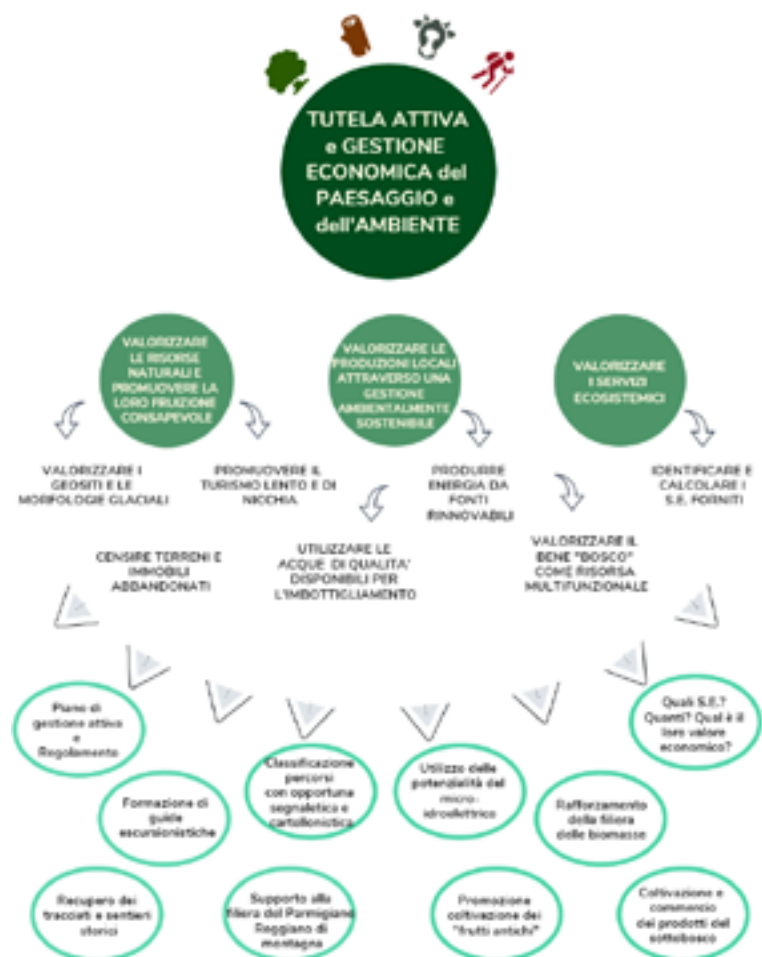 TUTELA ATTIVA
e GESTIONE
ECONOMICA del
PAESAGGIO e
dell'AMBIENTE
VALORIZZARE
LE RISORSE
NATURALI E
PROMUOVERE LA
LORO FRUIZIONE
CONSAPEVOLE
VALORIZZARE LE
PRODUZIONI LOCALI
ATTRAVERSO UNA
GESTIONE
AMBIENTALMENTE
SOSTENIBILE
VALORIZZARE
I SERVIZI
ECOSISTEMICI
VALORIZZARE I
GEOSITI E LE
MORFOLOGIE GLACIALI
PROMUOVERE IL
TURISMO LENTO E DI
NICCHIA
PRODURRE
ENERGIA DA
FONTI
RINNOVABILI
IDENTIFICARE E
CALCOLARE I
S.E. FORNITI
CENSIRE TERRENI E
IMMOBILI
ABBANDONATI
UTILIZZARE LE
ACQUE DI QUALITA'
DISPONIBILI PER
L'IMBOTTIGLIAMENTO
VALORIZZARE IL
BENE "BOSCO"
COME RISORSA
MULTIFUNZIONALE
Piano di
gestione attiva
e
Regolamento
Classificazione
percorsi
con opportuna
segnaletica e
cartellonistica
Utilizzo delle
potenzialità del
micro-
idroelettrico
Quali S.E.?
Quanti? Qual è il
loro valore
economico?
Formazione di
guide
escursionistiche
Rafforzamento
della filiera
delle biomasse
Recupero dei
tracciati e sentieri
storici
Supporto alla
filiera del Parmigiano
Reggiano di
montagna
Promozione
coltivazione dei
"frutti antichi"
Coltivazione e
commercio
dei prodotti del
sottobosco